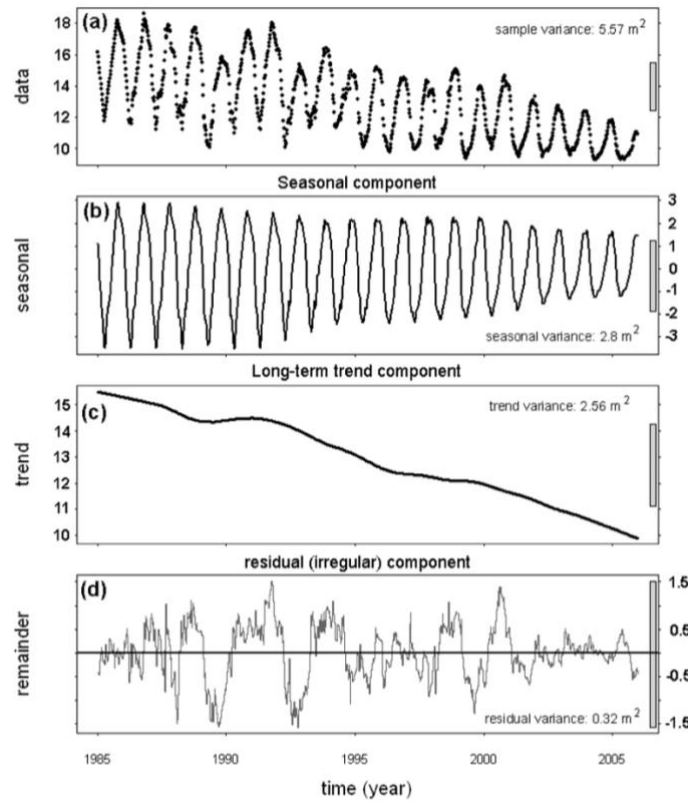 (a)
sample variance: 5.57 m²
18
16
14
12
10
data
Seasonal component
(b)
3
2
1
0
-1
-2
-3
seasonal
seasonal variance: 2.8 m²
Long-term trend component
(c)
trend variance: 2.56 m²
15
14
13
12
11
10
trend
residual (irregular) component
(d)
1.5
0.5
-0.5
-1.5
remainder
residual variance: 0.32 m²
1985 1990 1995 2000 2005
time (year)